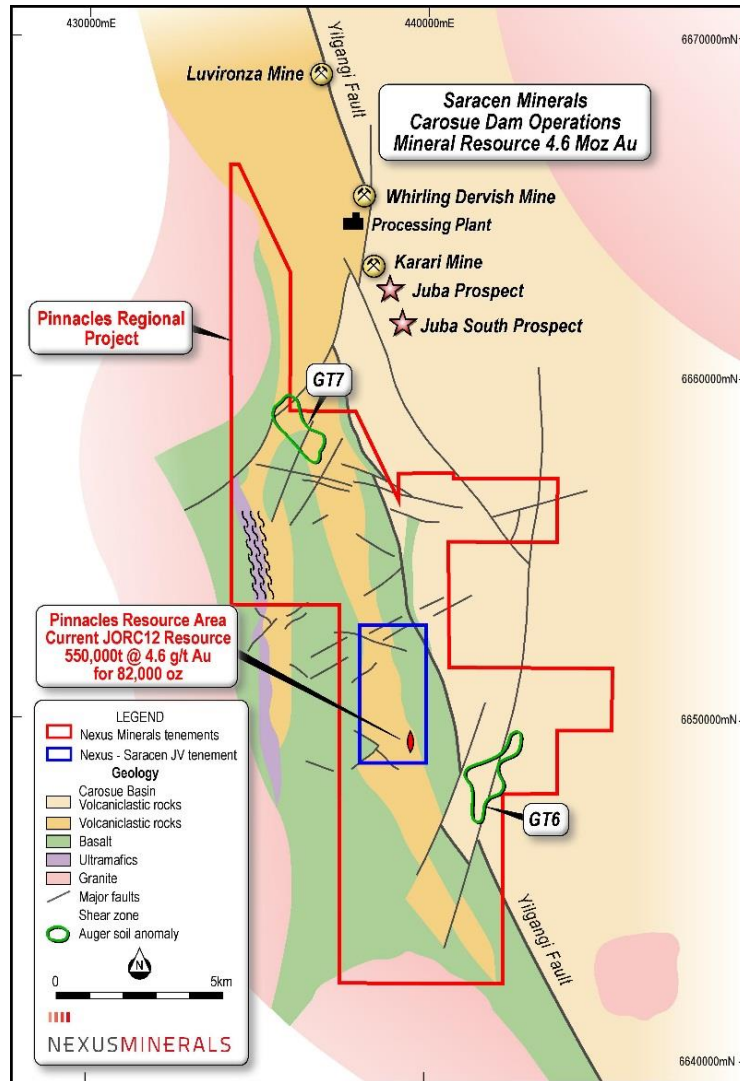 430000mE
440000mE
6670000mN
Luvironza Mine
Yilgangi Fault
Saracen Minerals
Carosue Dam Operations
Mineral Resource 4.6 Moz Au
Whirling Dervish Mine
Processing Plant
Karari Mine
Juba Prospect
Juba South Prospect
Pinnacles Regional
Project
GT7
6660000mN
Pinnacles Resource Area
Current JORC12 Resource
550,000t @ 4.6 g/t Au
for 82,000 oz
6650000mN
GT6
Yilgangi Fault
LEGEND
Nexus Minerals tenements
Nexus - Saracen JV tenement
Geology
Carosue Basin
Volcaniclastic rocks
Volcaniclastic rocks
Basalt
Ultramafics
Granite
Major faults
Shear zone
Auger soil anomaly
N
0 5km
NEXUSMINERALS
6640000mN